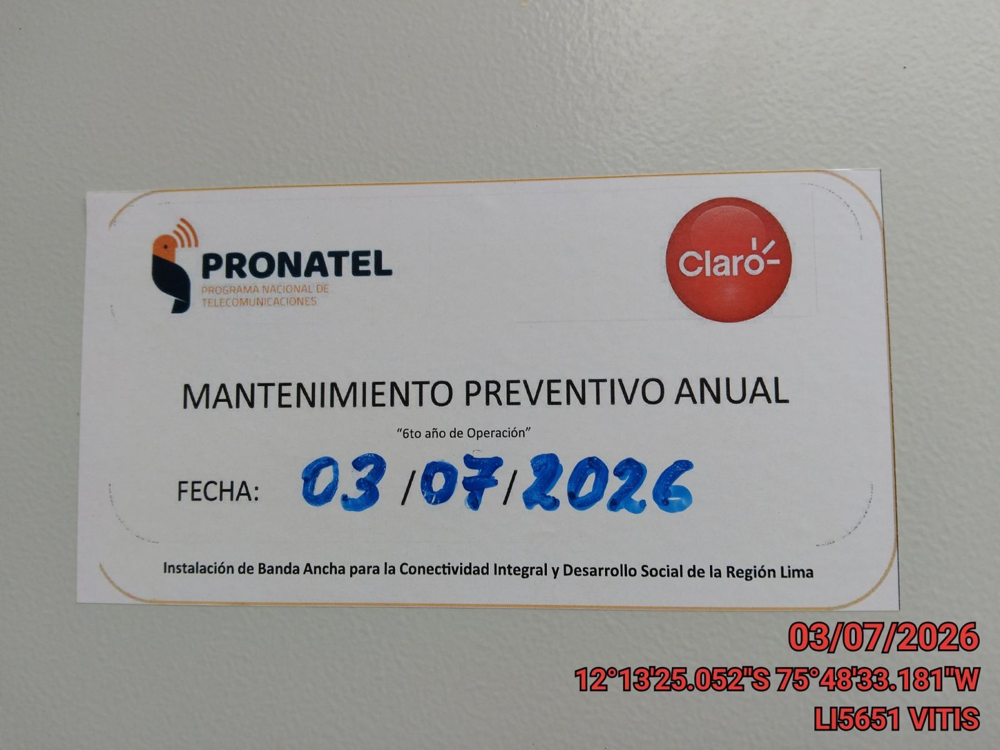 PRONATEL
PROGRAMA NACIONAL DE
TELECOMUNICACIONES
Claro
MANTENIMIENTO PREVENTIVO ANUAL
“6to año de Operación”
FECHA: 03/07/2026
Instalación de Banda Ancha para la Conectividad Integral y Desarrollo Social de la Región Lima
03/07/2026
12°13'25.052"S 75°48'33.181"W
LI5651 VITIS